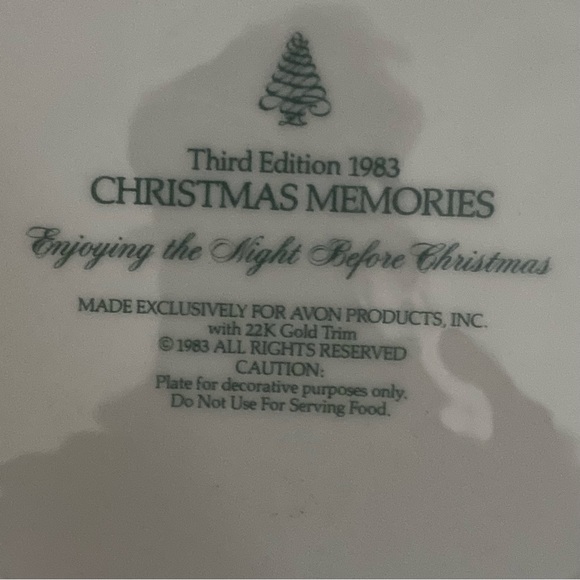 Third Edition 1983
CHRISTMAS MEMORIES
Enjoying the Night Before Christmas
MADE EXCLUSIVELY FOR AVON PRODUCTS, INC.
with 22K Gold Trim
© 1983 ALL RIGHTS RESERVED
CAUTION:
Plate for decorative purposes only.
Do Not Use For Serving Food.